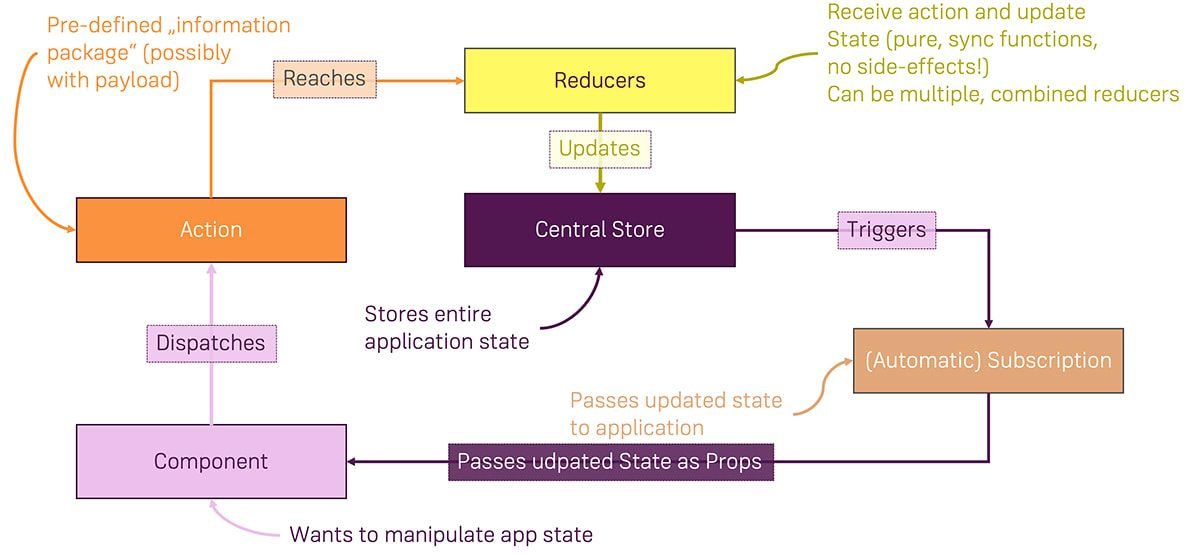 Pre-defined „information
package“ (possibly
with payload)
Reaches
Reducers
Receive action and update
State (pure, sync functions,
no side-effects!)
Can be multiple, combined reducers
Updates
Action
Central Store
Triggers
Stores entire
application state
Dispatches
(Automatic) Subscription
Passes updated state
to application
Component
Passes udpated State as Props
Wants to manipulate app state